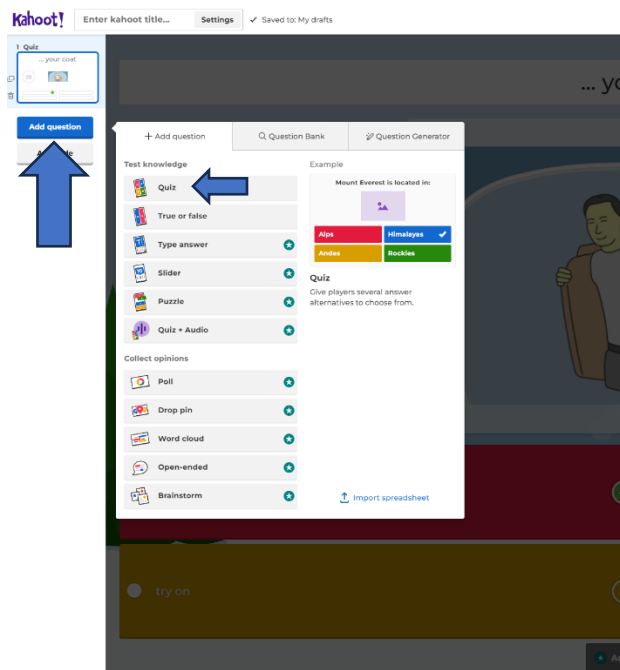 Kahoot!
Enter kahoot title...
Settings
Saved to: My drafts
1 Quiz
... your coat
Add question
Add question
Question Bank
Question Generator
Test knowledge
Quiz
True or false
Type answer
Slider
Puzzle
Quiz + Audio
Collect opinions
Poll
Drop pin
Word cloud
Open-ended
Brainstorm
Example
Mount Everest is located in:
Alps
Himalayas
Andes
Rockies
Quiz
Give players several answer
alternatives to choose from.
Import spreadsheet
try on